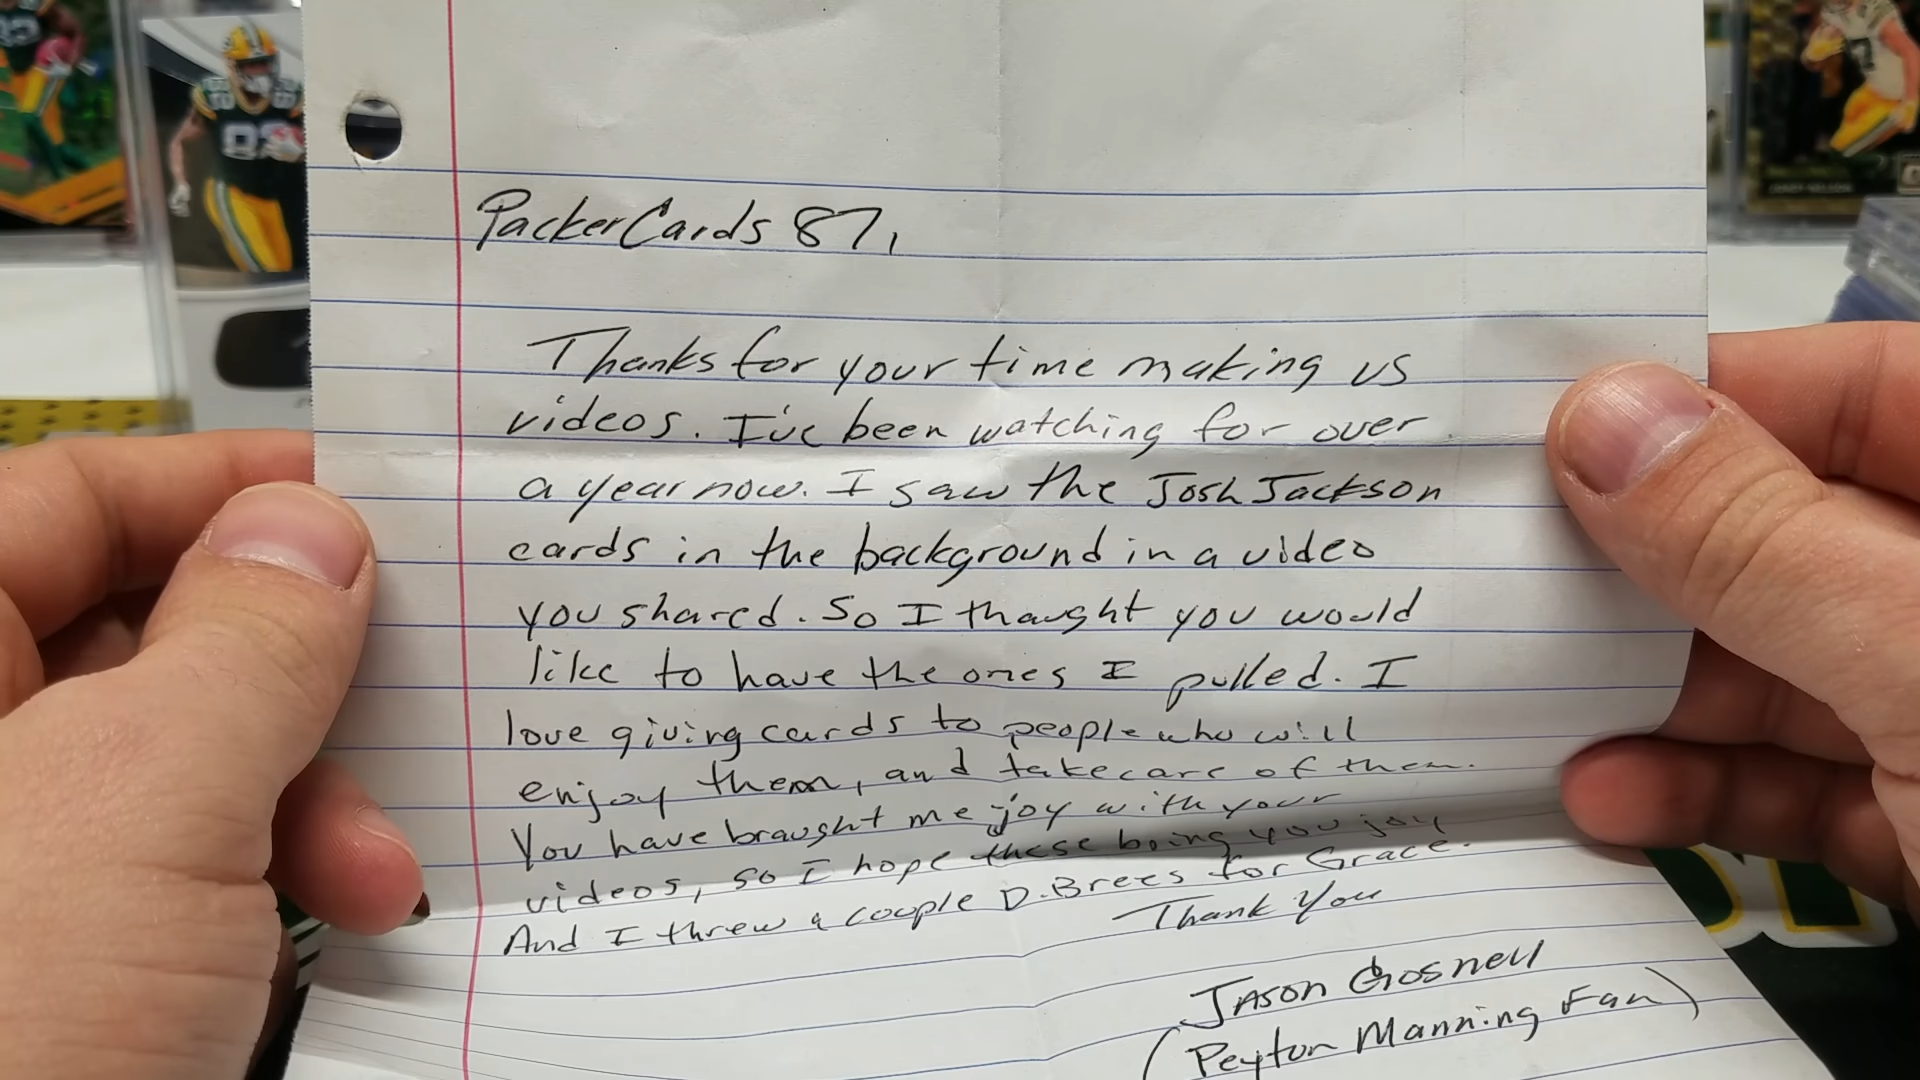 PackerCards 87,
Thanks for your time making us
videos. I've been watching for over
a year now. I saw the Josh Jackson
cards in the background in a video
you shared. So I thought you would
like to have the ones I pulled. I
love giving cards to people who will
enjoy them, and take care of them.
You have braught me joy with your
videos, so I hope these bring you joy
And I threw a couple D. Brees for Grace.
Thank You
Jason Gosnell
(Peyton Manning Fan)